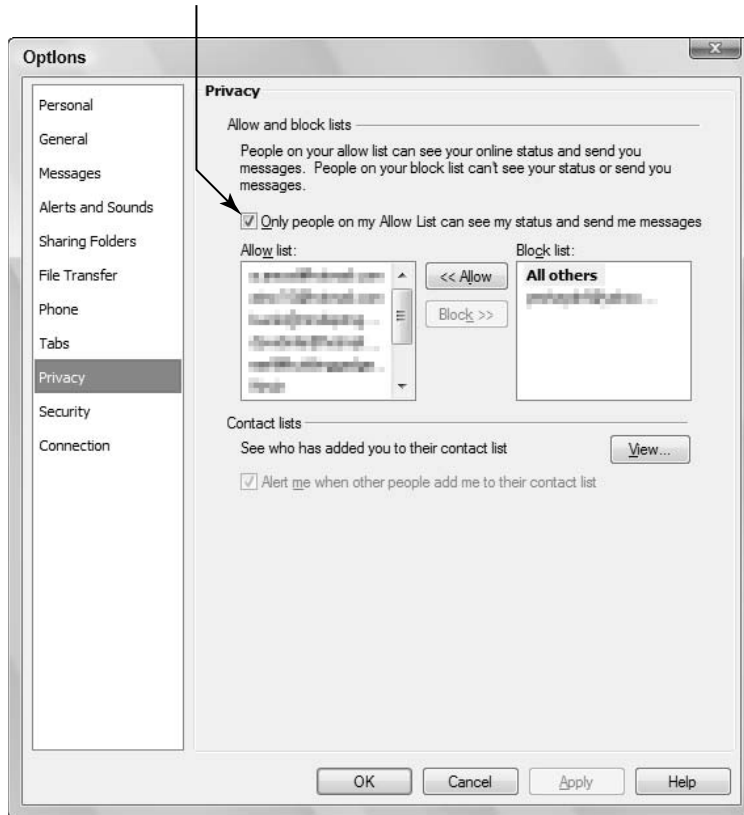 Options
Personal
General
Messages
Alerts and Sounds
Sharing Folders
File Transfer
Phone
Tabs
Privacy
Security
Connection
Privacy
Allow and block lists
People on your allow list can see your online status and send you
messages. People on your block list can't see your status or send you
messages.
Only people on my Allow List can see my status and send me messages
Allow list:
<< Allow
Block >>
Block list:
All others
Contact lists
See who has added you to their contact list
View...
Alert me when other people add me to their contact list
OK
Cancel
Apply
Help